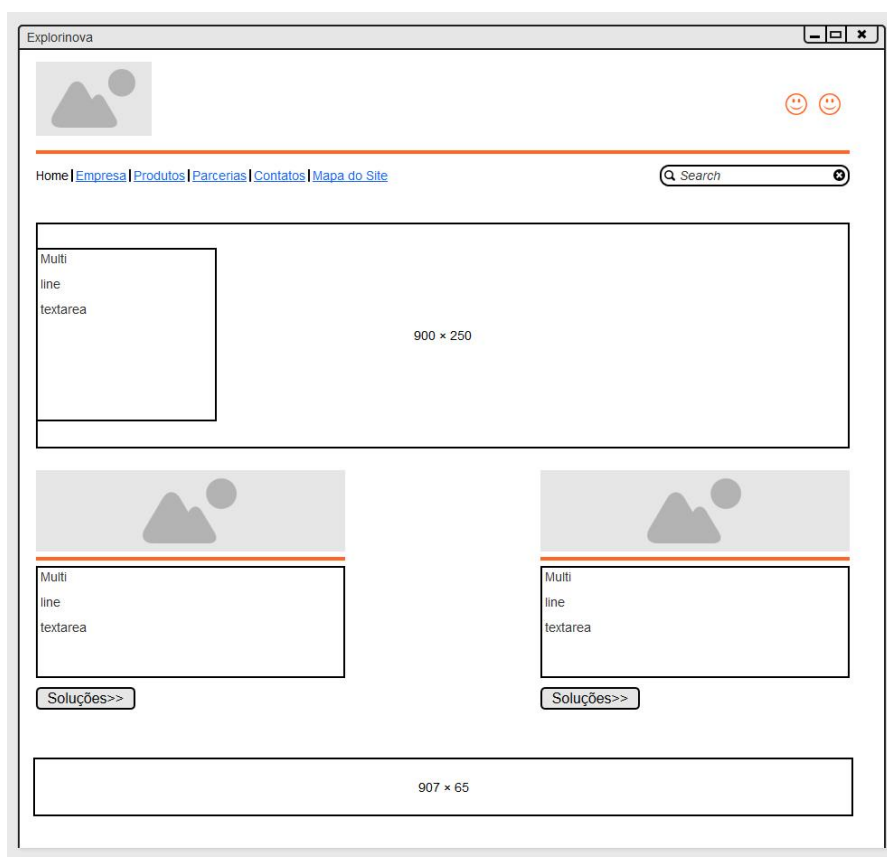 Explorinova
Home Empresa Produtos Parcerias Contatos Mapa do Site
Search
Multi
line
textarea
900 × 250
Multi
line
textarea
Soluções>>
Multi
line
textarea
Soluções>>
907 × 65